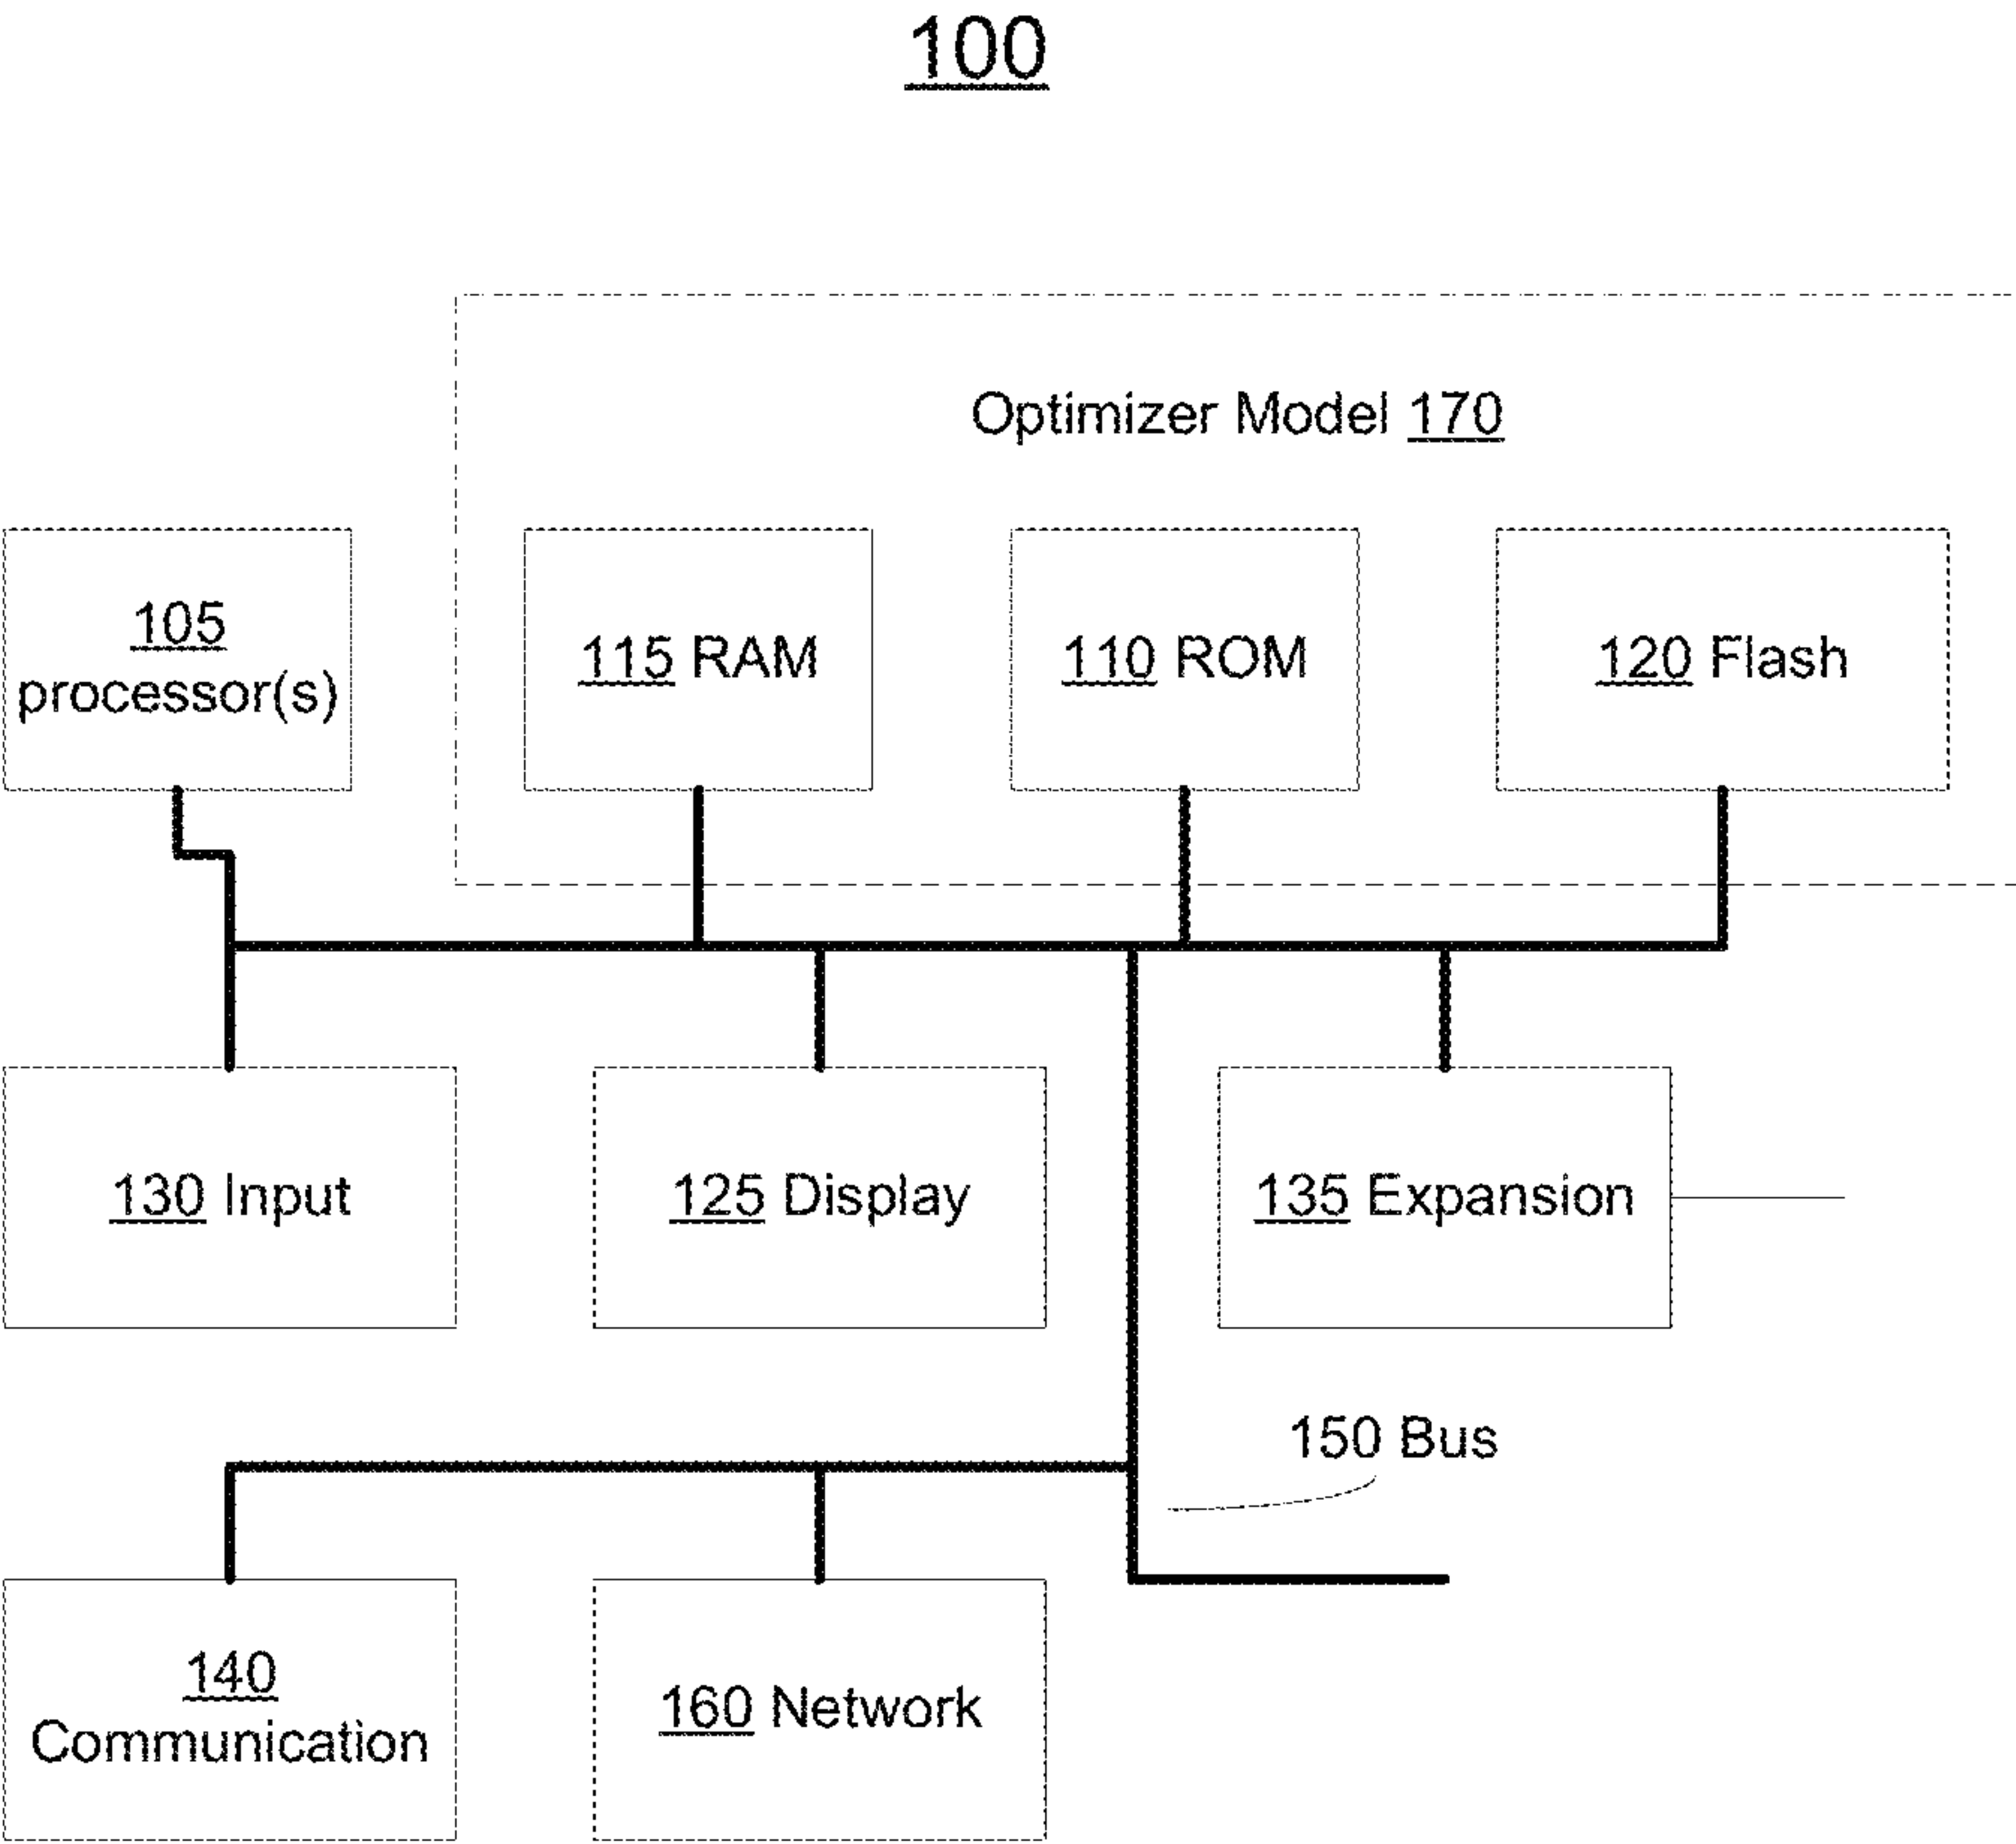 100
Optimizer Model 170
105
processor(s)
115 RAM
110 ROM
120 Flash
130 Input
125 Display
135 Expansion
150 Bus
140
Communication
160 Network